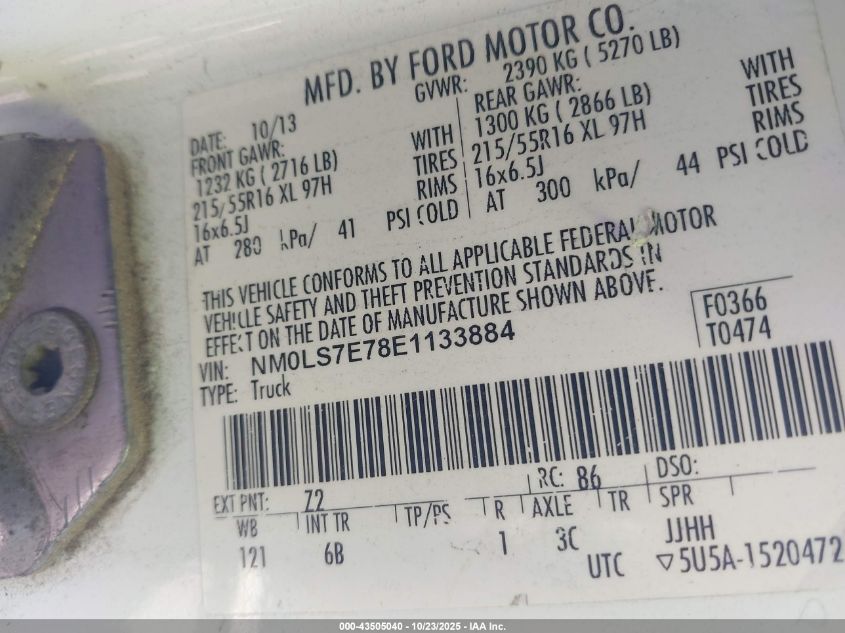 MFD. BY FORD MOTOR CO.
DATE: 10/13 GVWR: 2390 KG ( 5270 LB)
FRONT GAWR: WITH REAR GAWR: WITH
1232 KG ( 2716 LB) TIRES 1300 KG ( 2866 LB) TIRES
215/55R16 XL 97H RIMS 215/55R16 XL 97H RIMS
16x6.5J 16x6.5J
AT 280 kPa/ 41 PSI COLD AT 300 kPa/ 44 PSI COLD
THIS VEHICLE CONFORMS TO ALL APPLICABLE FEDERAL MOTOR
VEHICLE SAFETY AND THEFT PREVENTION STANDARDS IN
EFFECT ON THE DATE OF MANUFACTURE SHOWN ABOVE.
VIN: NM0LS7E78E1133884 F0366
TYPE: Truck T0474
EXT PNT: Z2 RC: 86 DSO:
WB INT TR TP/PS R AXLE TR SPR
121 6B 1 3C JJHH
UTC ▽5U5A-1520472
000-43505040 - 10/23/2025 - IAA Inc.